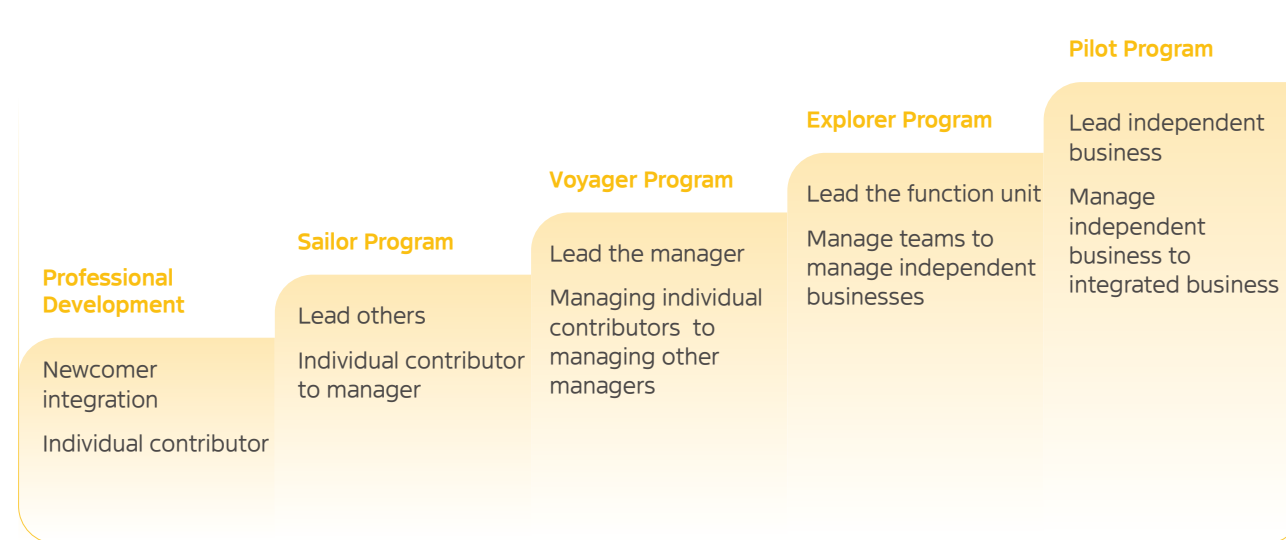 Professional
Development
Newcomer
integration
Individual contributor
Sailor Program
Lead others
Individual contributor
to manager
Voyager Program
Lead the manager
Managing individual
contributors  to
managing other
managers
Explorer Program
Lead the function unit
Manage teams to
manage independent
businesses
Pilot Program
Lead independent
business
Manage
independent
business to
integrated business